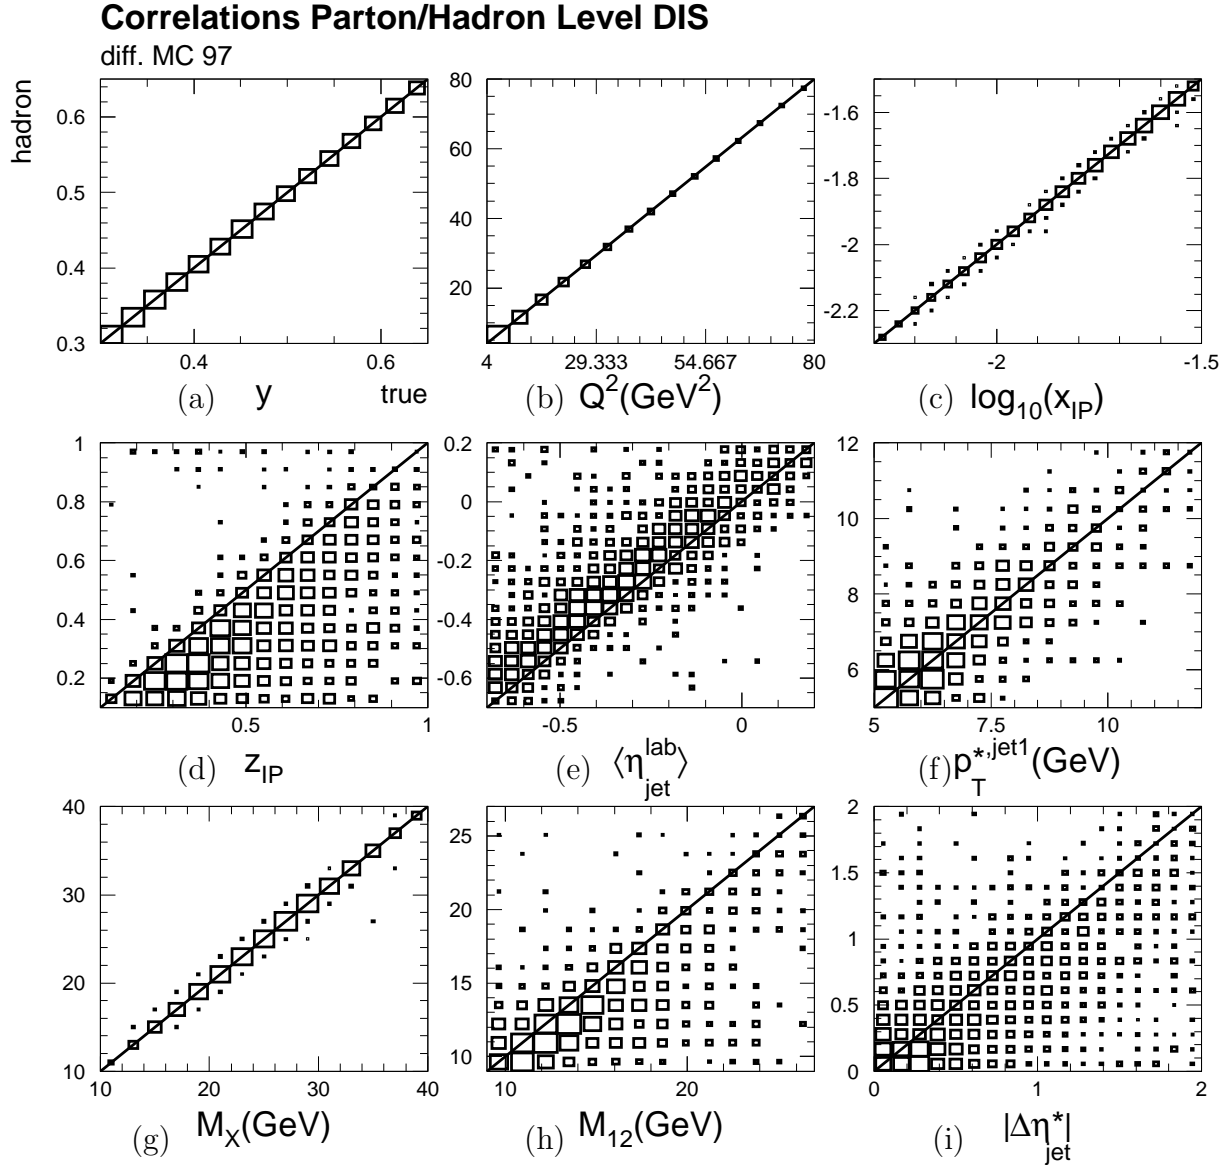 Correlations Parton/Hadron Level DIS
diff. MC 97
hadron
0.6
0.5
0.4
0.3
0.4 0.6
(a) y true
80
60
40
20
4 29.333 54.667 80
(b) Q²(GeV²)
-1.6
-1.8
-2
-2.2
-2 -1.5
(c) log₁₀(x_IP)
1
0.8
0.6
0.4
0.2
0.5 1
(d) z_IP
0.2
0
-0.2
-0.4
-0.6
-0.5 0
(e) ⟨η^lab_jet⟩
12
10
8
6
5 7.5 10
(f) p_T^*,jet1(GeV)
40
30
20
10
10 20 30 40
(g) M_X(GeV)
25
20
15
10
10 20
(h) M₁₂(GeV)
2
1.5
1
0.5
0
0 1 2
(i) |Δη*_jet|